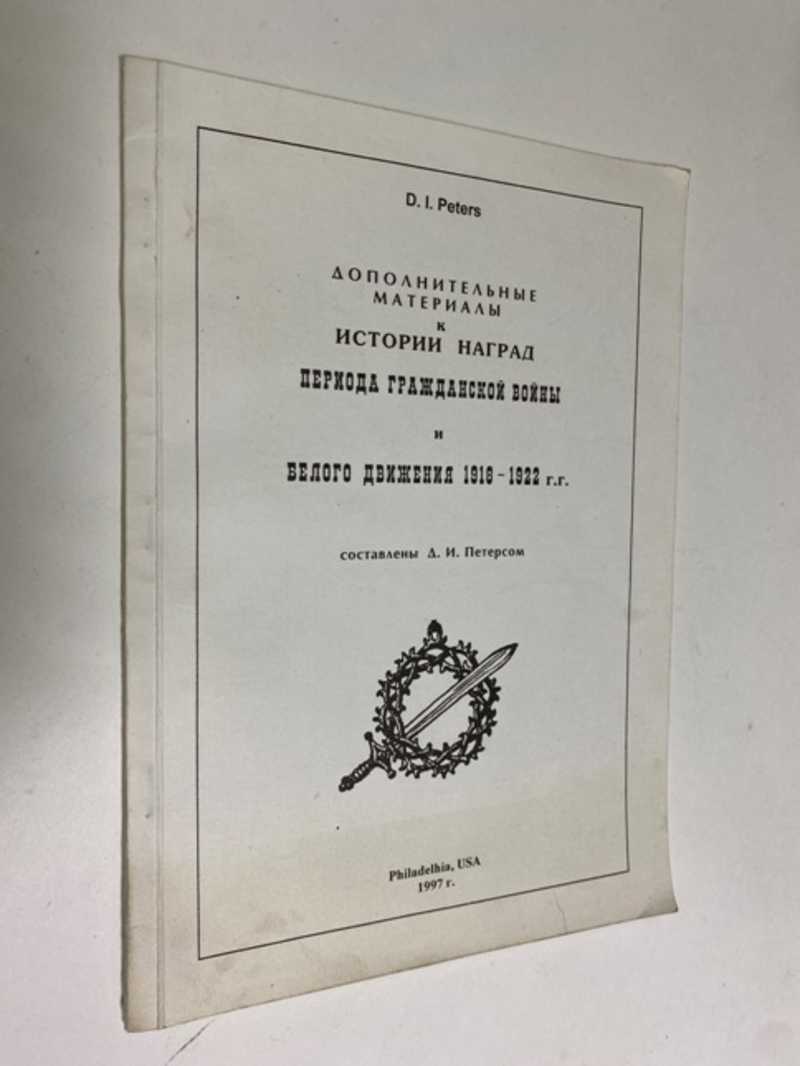 D. I. Peters
ДОПОЛНИТЕЛЬНЫЕ
МАТЕРИАЛЫ
к
ИСТОРИИ НАГРАД
ПЕРИОДА ГРАЖДАНСКОЙ ВОЙНЫ
и
БЕЛОГО ДВИЖЕНИЯ 1918 - 1922 г.г.
составлены Д. И. Петерсом
Philadelhia, USA
1997 г.